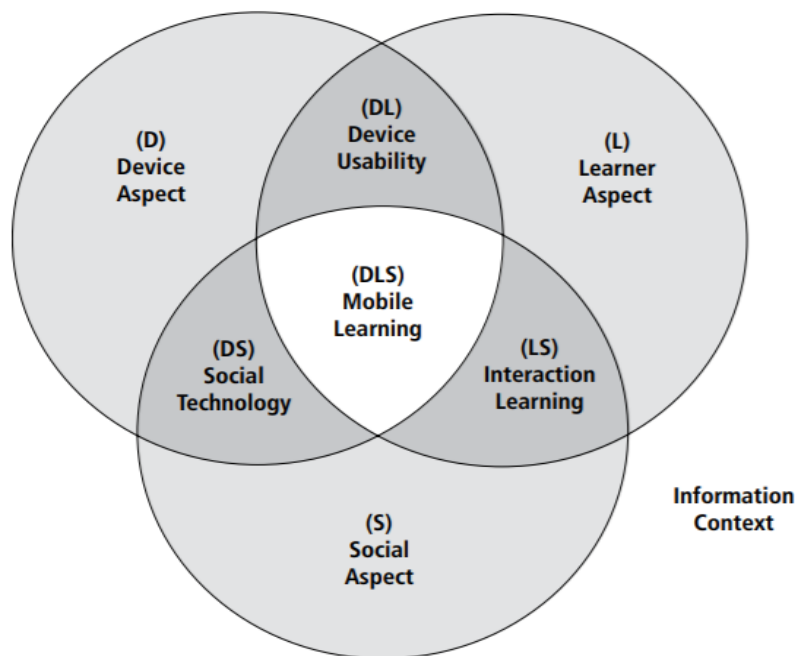 (DL)
Device
Usability
(D)
Device
Aspect
(L)
Learner
Aspect
(DLS)
Mobile
Learning
(DS)
Social
Technology
(LS)
Interaction
Learning
Information
Context
(S)
Social
Aspect